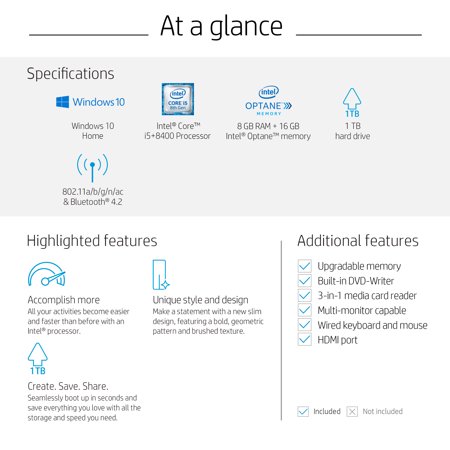 At a glance
Specifications
Windows 10
Windows 10
Home
intel
CORE i5
8th Gen
Intel® Core™
i5+8400 Processor
intel
OPTANE
MEMORY
8 GB RAM + 16 GB
Intel® Optane™ memory
1TB
1 TB
hard drive
802.11a/b/g/n/ac
& Bluetooth® 4.2
Highlighted features
Accomplish more
All your activities become easier
and faster than before with an
Intel® processor.
Unique style and design
Make a statement with a new slim
design, featuring a bold, geometric
pattern and brushed texture.
1TB
Create. Save. Share.
Seamlessly boot up in seconds and
save everything you love with all the
storage and speed you need.
Additional features
Upgradable memory
Built-in DVD-Writer
3-in-1 media card reader
Multi-monitor capable
Wired keyboard and mouse
HDMI port
Included
Not included